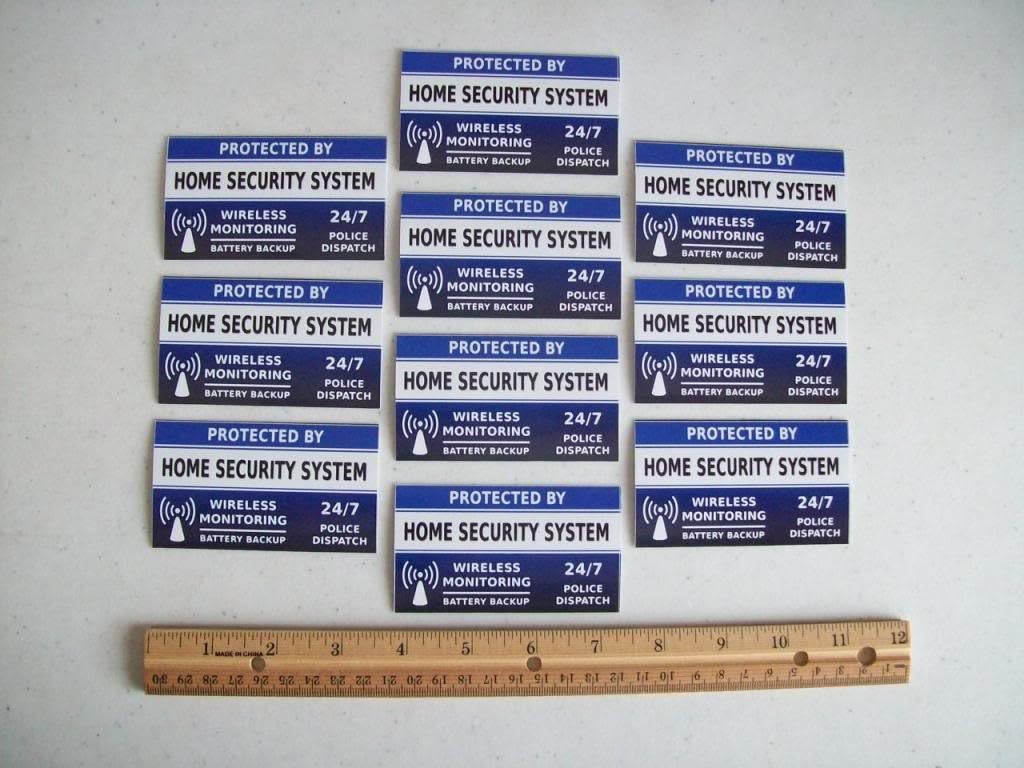 PROTECTED BY
HOME SECURITY SYSTEM
WIRELESS
MONITORING
BATTERY BACKUP
24/7
POLICE
DISPATCH
PROTECTED BY
HOME SECURITY SYSTEM
WIRELESS
MONITORING
BATTERY BACKUP
24/7
POLICE
DISPATCH
PROTECTED BY
HOME SECURITY SYSTEM
WIRELESS
MONITORING
BATTERY BACKUP
24/7
POLICE
DISPATCH
PROTECTED BY
HOME SECURITY SYSTEM
WIRELESS
MONITORING
BATTERY BACKUP
24/7
POLICE
DISPATCH
PROTECTED BY
HOME SECURITY SYSTEM
WIRELESS
MONITORING
BATTERY BACKUP
24/7
POLICE
DISPATCH
PROTECTED BY
HOME SECURITY SYSTEM
WIRELESS
MONITORING
BATTERY BACKUP
24/7
POLICE
DISPATCH
PROTECTED BY
HOME SECURITY SYSTEM
WIRELESS
MONITORING
BATTERY BACKUP
24/7
POLICE
DISPATCH
PROTECTED BY
HOME SECURITY SYSTEM
WIRELESS
MONITORING
BATTERY BACKUP
24/7
POLICE
DISPATCH
PROTECTED BY
HOME SECURITY SYSTEM
WIRELESS
MONITORING
BATTERY BACKUP
24/7
POLICE
DISPATCH
PROTECTED BY
HOME SECURITY SYSTEM
WIRELESS
MONITORING
BATTERY BACKUP
24/7
POLICE
DISPATCH
1 2 3 4 5 6 7 8 9 10 11 12
MADE IN CHINA